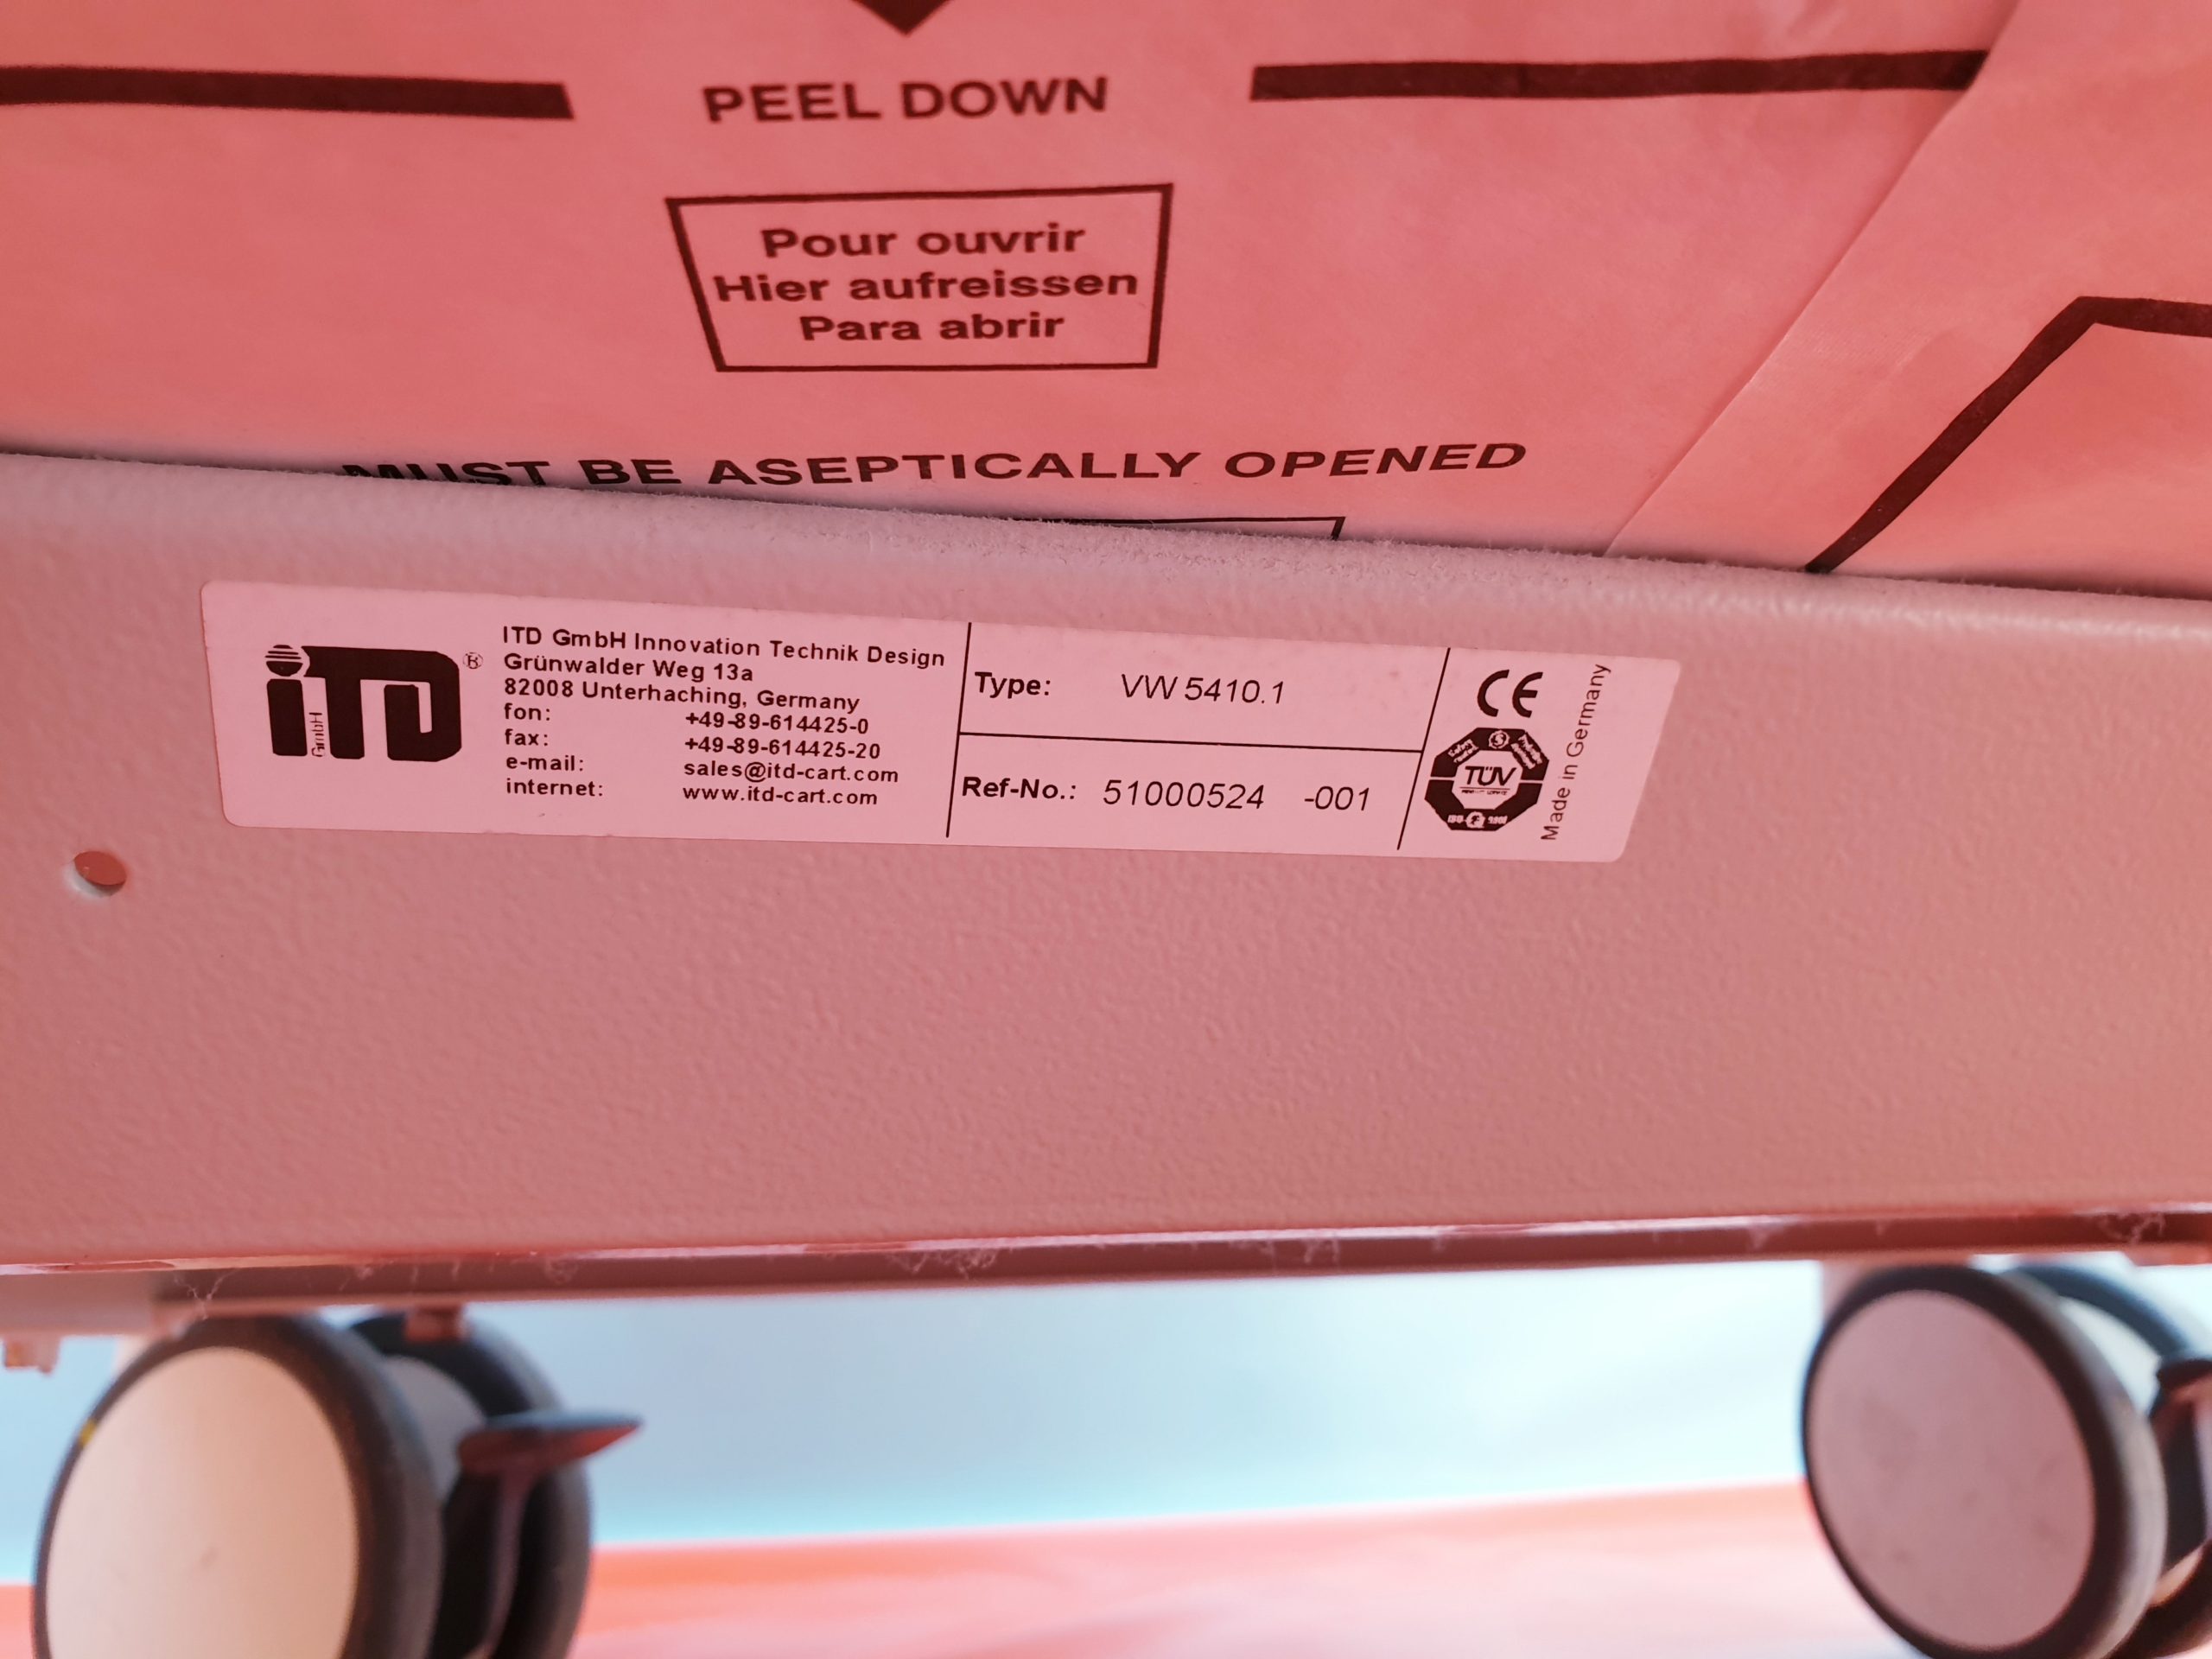 PEEL DOWN
Pour ouvrir
Hier aufreissen
Para abrir
MUST BE ASEPTICALLY OPENED
iTD
GmbH
®
ITD GmbH Innovation Technik Design
Grünwalder Weg 13a
82008 Unterhaching, Germany
fon: +49-89-614425-0
fax: +49-89-614425-20
e-mail: sales@itd-cart.com
internet: www.itd-cart.com
Type: VW 5410.1
Ref-No.: 51000524 -001
CE
TÜV
Made in Germany